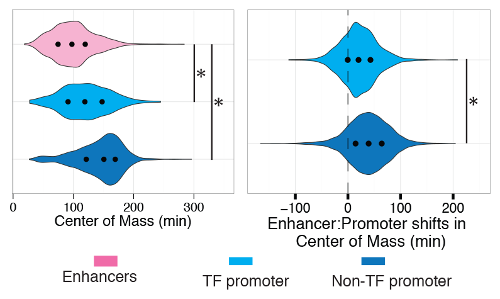 *
*
*
0 100 200 300
Center of Mass (min)
-100 0 100 200
Enhancer:Promoter shifts in
Center of Mass (min)
Enhancers TF promoter Non-TF promoter